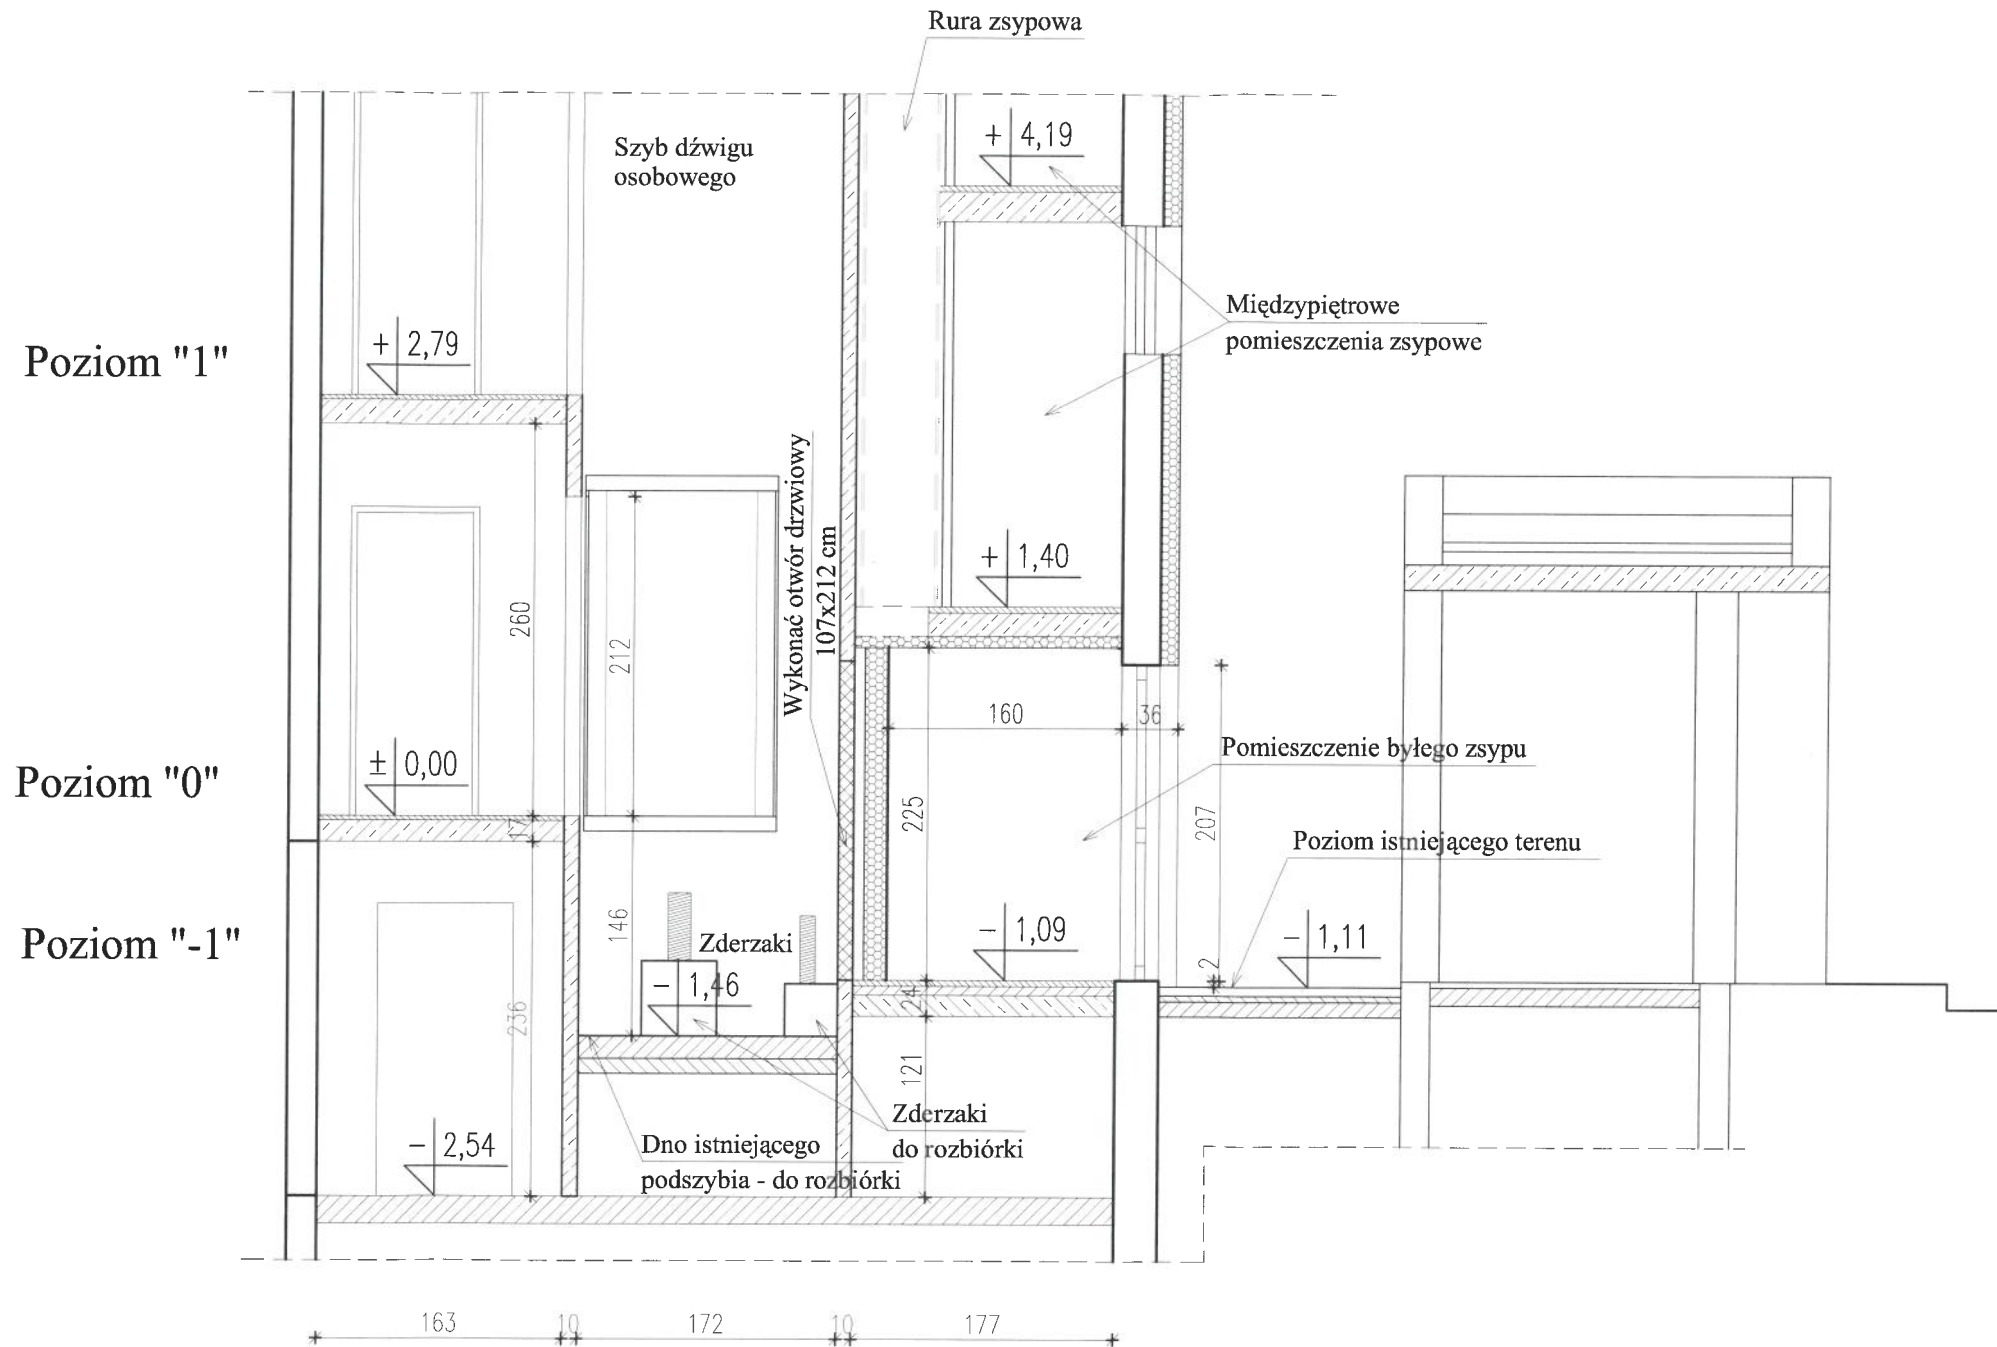 Rura zsypowa
Szyb dźwigu
osobowego
+ 4,19
Międzypiętrowe
pomieszczenia zsypowe
Poziom "1"
+ 2,79
Wykonać otwór drzwiowy
107x212 cm
+ 1,40
260
212
160
36
Pomieszczenie byłego zsypu
Poziom "0"
± 0,00
17
225
207
Poziom istniejącego terenu
Poziom "-1"
146
Zderzaki
- 1,09
- 1,11
2
- 1,46
24
236
121
Zderzaki
do rozbiórki
Dno istniejącego
podszybia - do rozbiórki
- 2,54
163
10
172
10
177